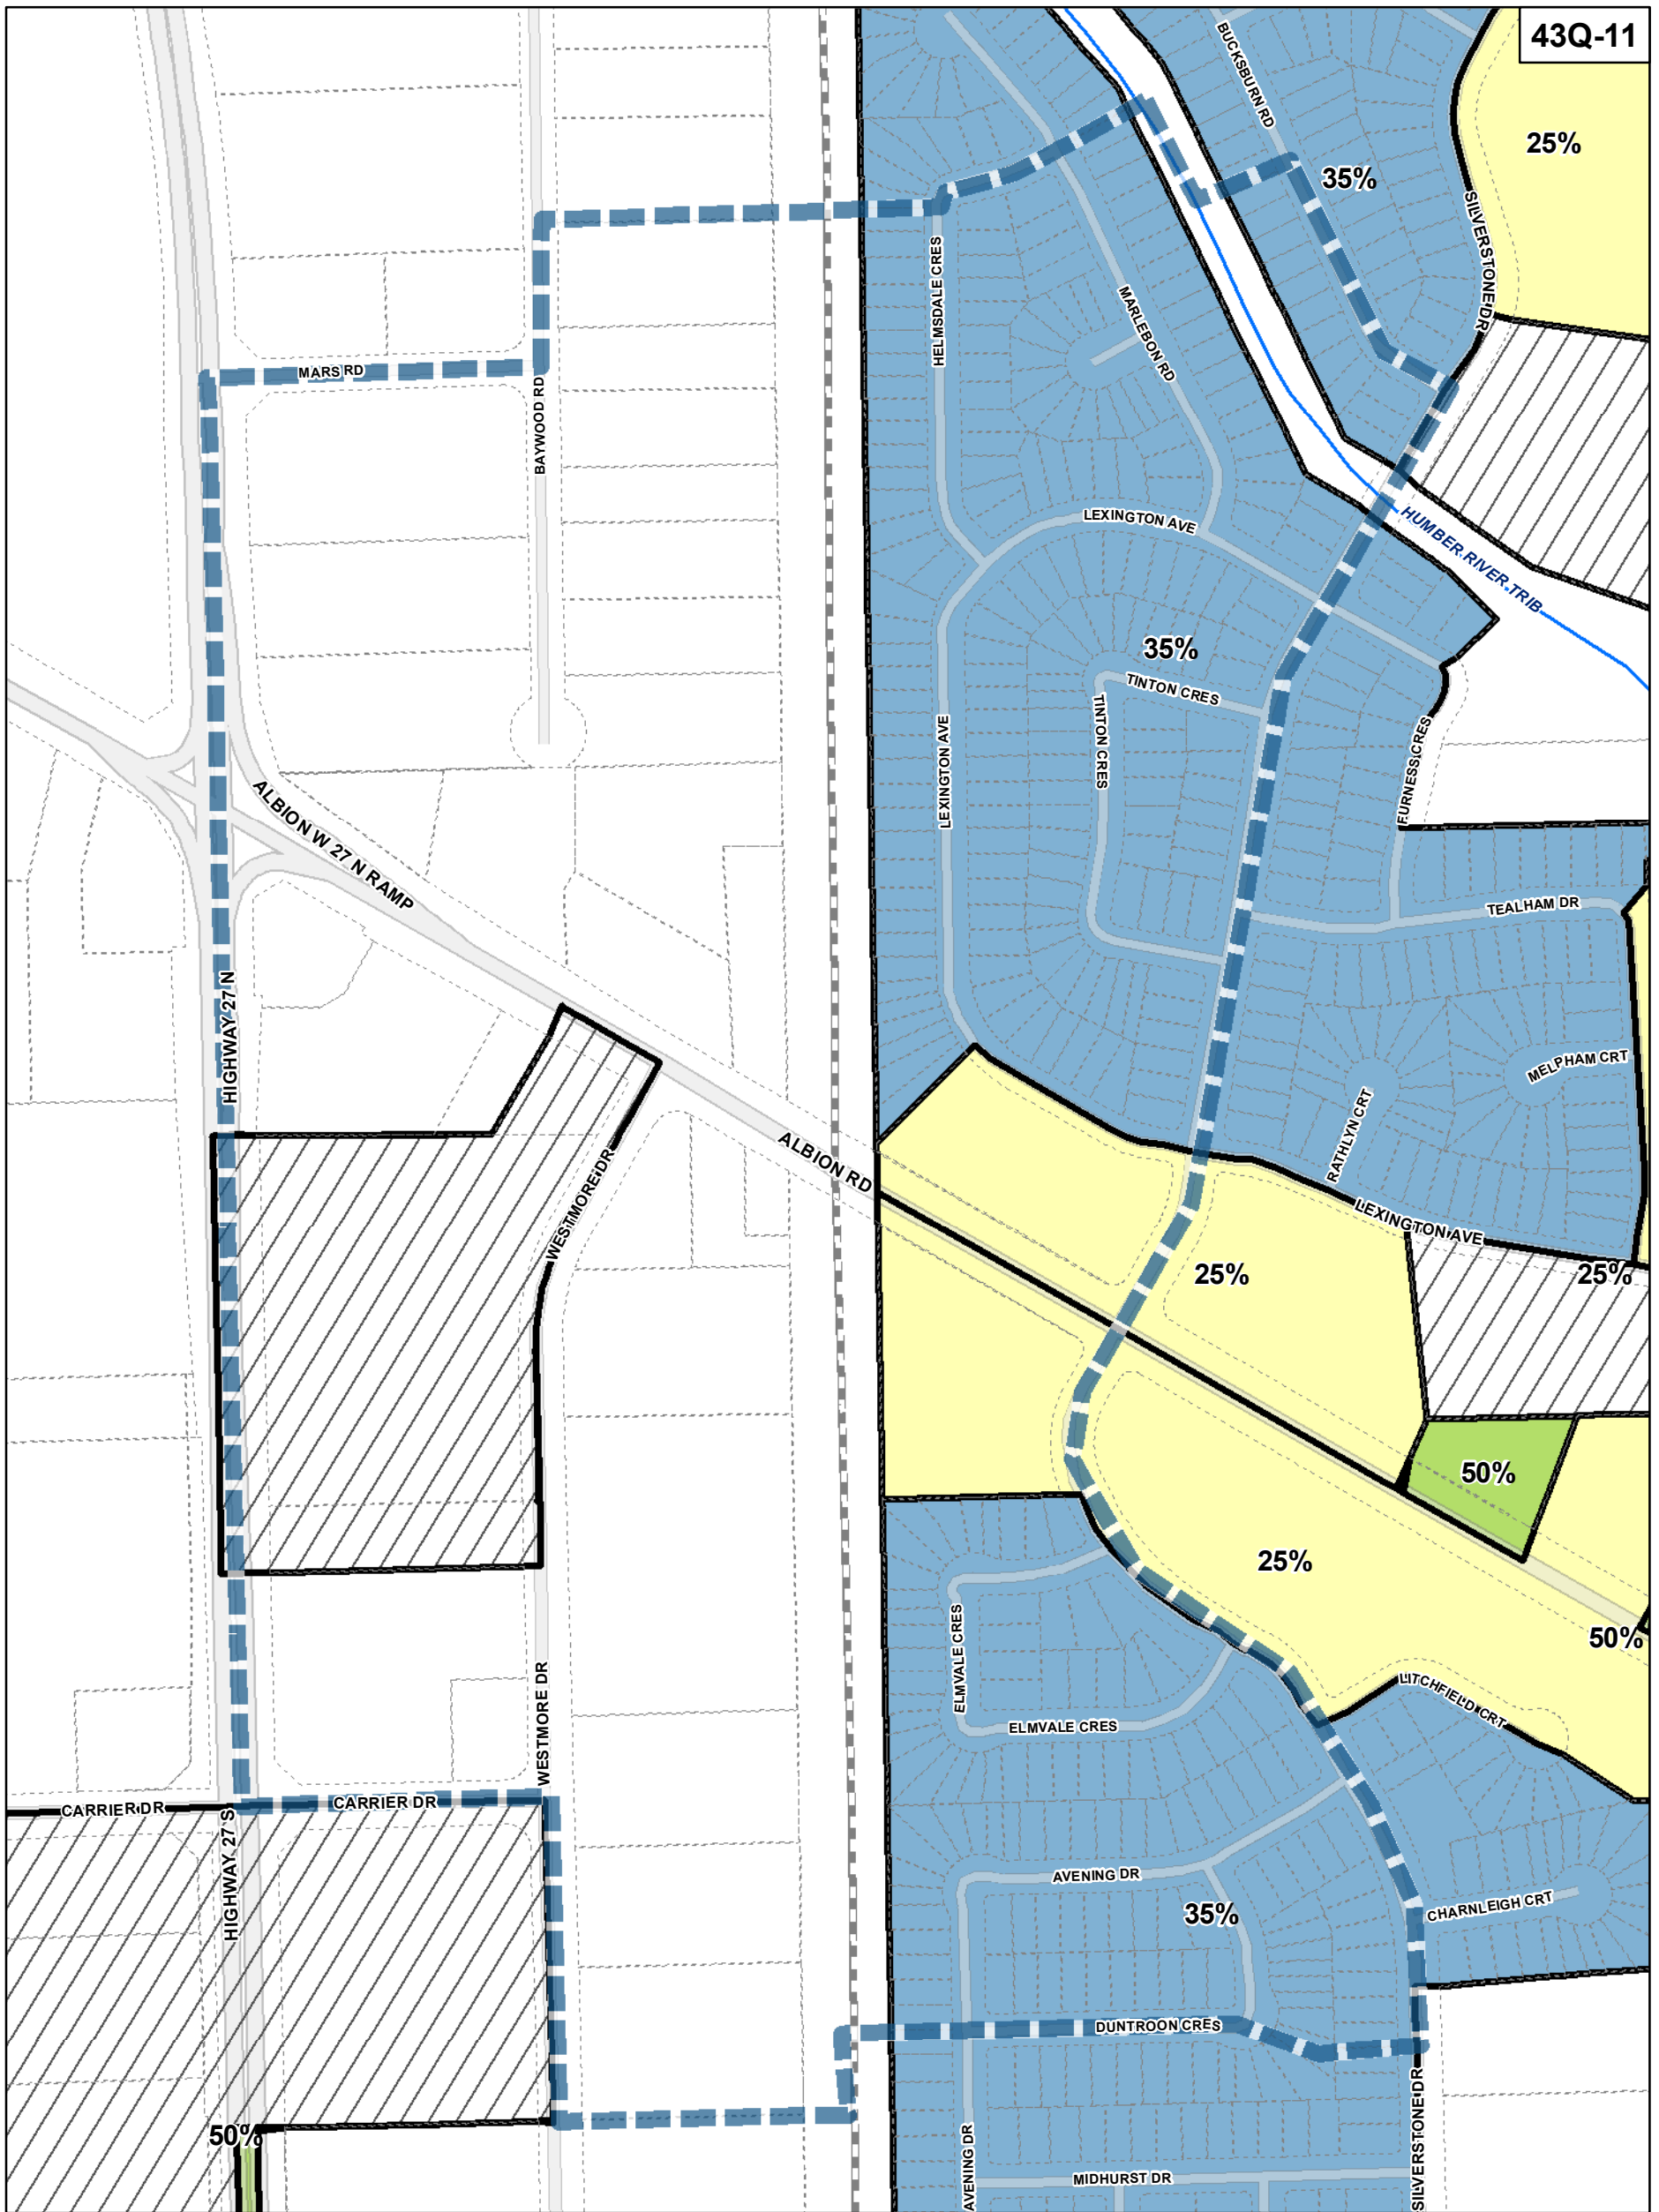 43Q-11
BUCKSBURN RD
25%
35%
SILVERSTONE DR
HELMSDALE CRES
MARLEBON RD
MARS RD
BAYWOOD RD
LEXINGTON AVE
HUMBER RIVER TRIB
35%
TINTON CRES
TINTON CRES
LEXINGTON AVE
FURNESS CRES
ALBION W 27 N RAMP
TEALHAM DR
HIGHWAY 27 N
MELPHAM CRT
RATHLYN CRT
ALBION RD
WESTMORE DR
LEXINGTON AVE
25%
25%
50%
25%
50%
ELMVALE CRES
LITCHFIELD CRT
ELMVALE CRES
WESTMORE DR
CARRIER DR
CARRIER DR
HIGHWAY 27 S
AVENING DR
35%
CHARNLEIGH CRT
DUNTROON CRES
50%
AVENING DR
SILVERSTONE DR
MIDHURST DR